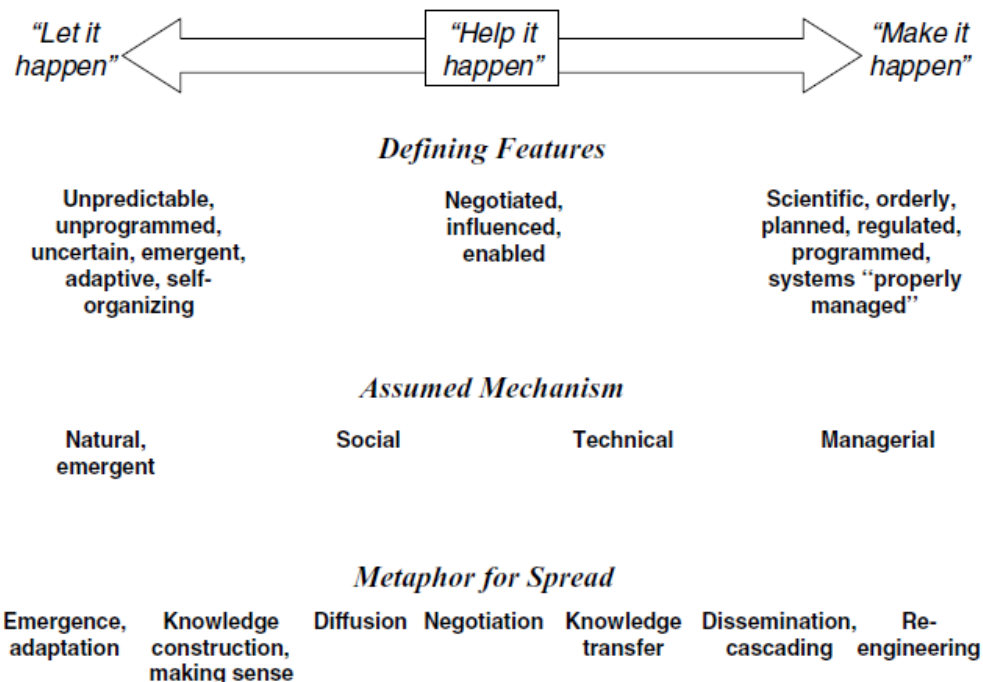 “Let it
happen”
“Help it
happen”
“Make it
happen”
Defining Features
Unpredictable,
unprogrammed,
uncertain, emergent,
adaptive, self-
organizing
Negotiated,
influenced,
enabled
Scientific, orderly,
planned, regulated,
programmed,
systems ‘‘properly
managed’’
Assumed Mechanism
Natural,
emergent
Social
Technical
Managerial
Metaphor for Spread
Emergence,
adaptation
Knowledge
construction,
making sense
Diffusion
Negotiation
Knowledge
transfer
Dissemination,
cascading
Re-
engineering